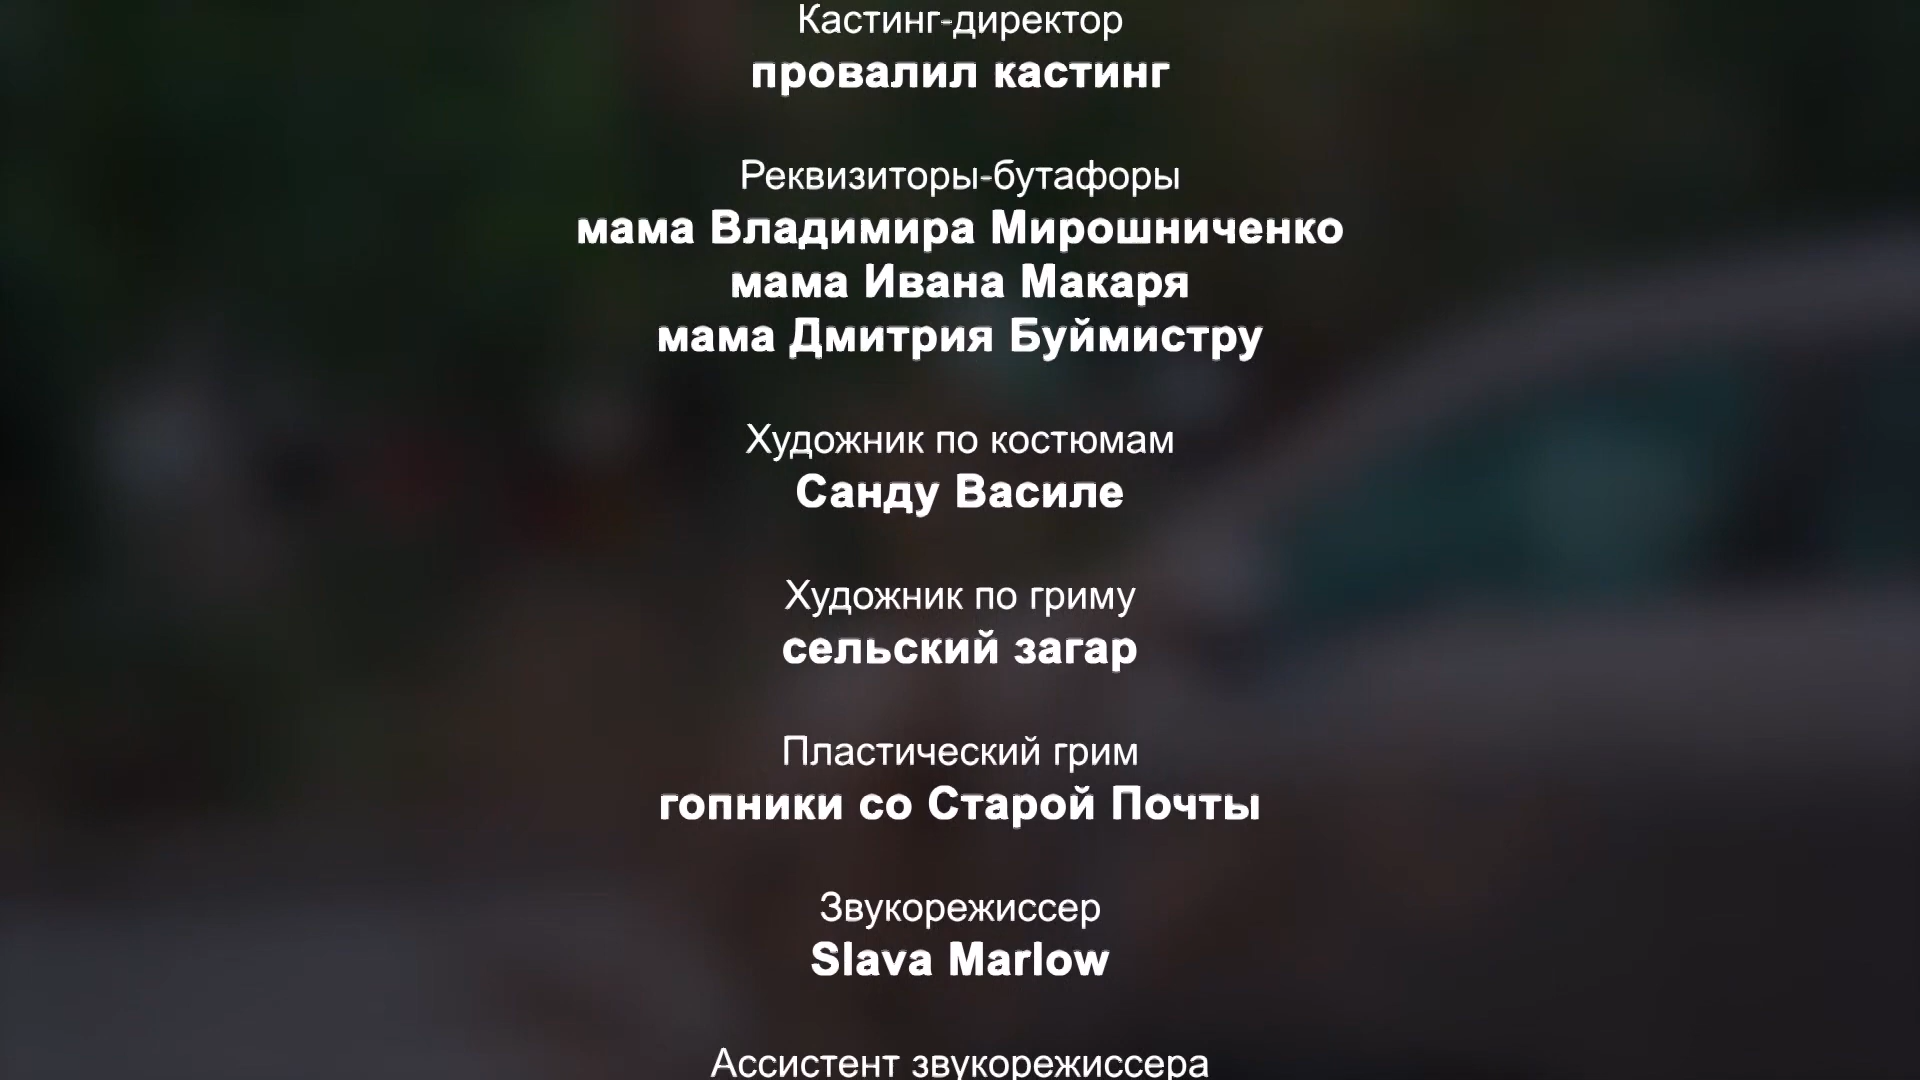 Кастинг-директор
провалил кастинг
Реквизиторы-бутафоры
мама Владимира Мирошниченко
мама Ивана Макаря
мама Дмитрия Буймистру
Художник по костюмам
Санду Василе
Художник по гриму
сельский загар
Пластический грим
гопники со Старой Почты
Звукорежиссер
Slava Marlow
Ассистент звукорежиссера